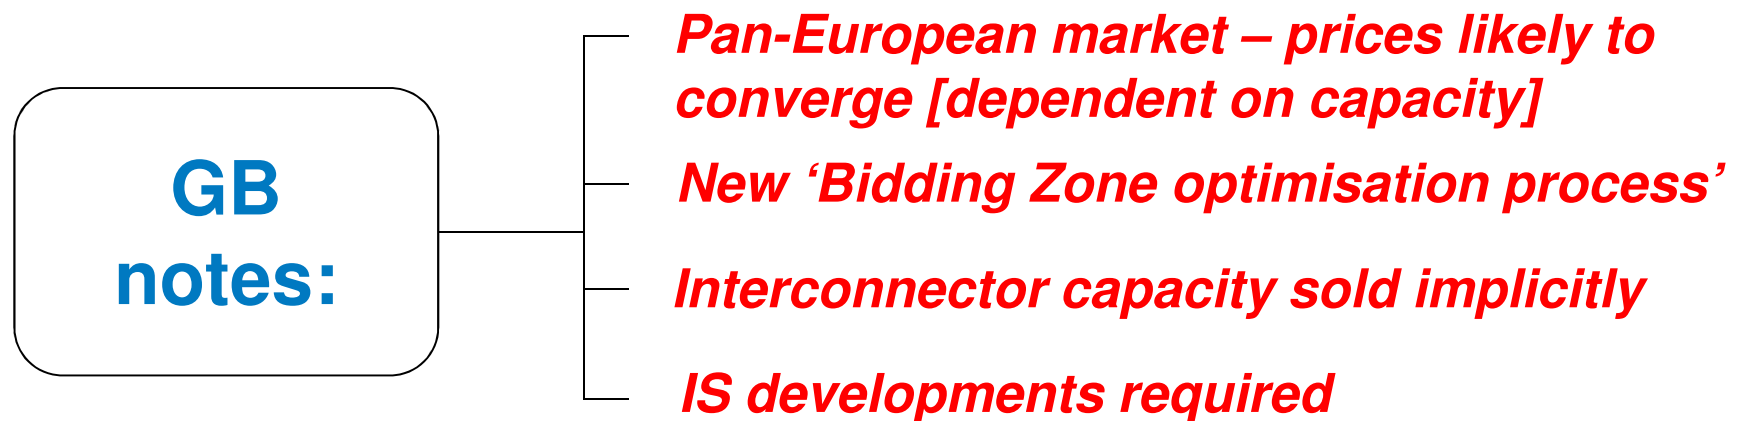 GB
notes:
Pan-European market – prices likely to
converge [dependent on capacity]
New ‘Bidding Zone optimisation process’
Interconnector capacity sold implicitly
IS developments required